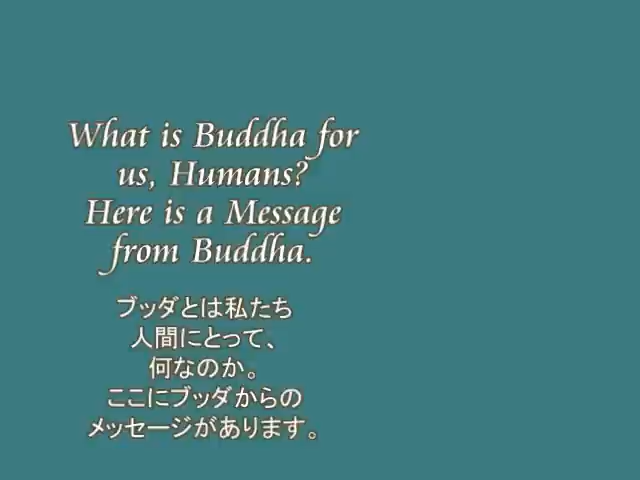 What is Buddha for
us, Humans?
Here is a Message
from Buddha.
ブッダとは私たち
人間にとって、
何なのか。
ここにブッダからの
メッセージがあります。